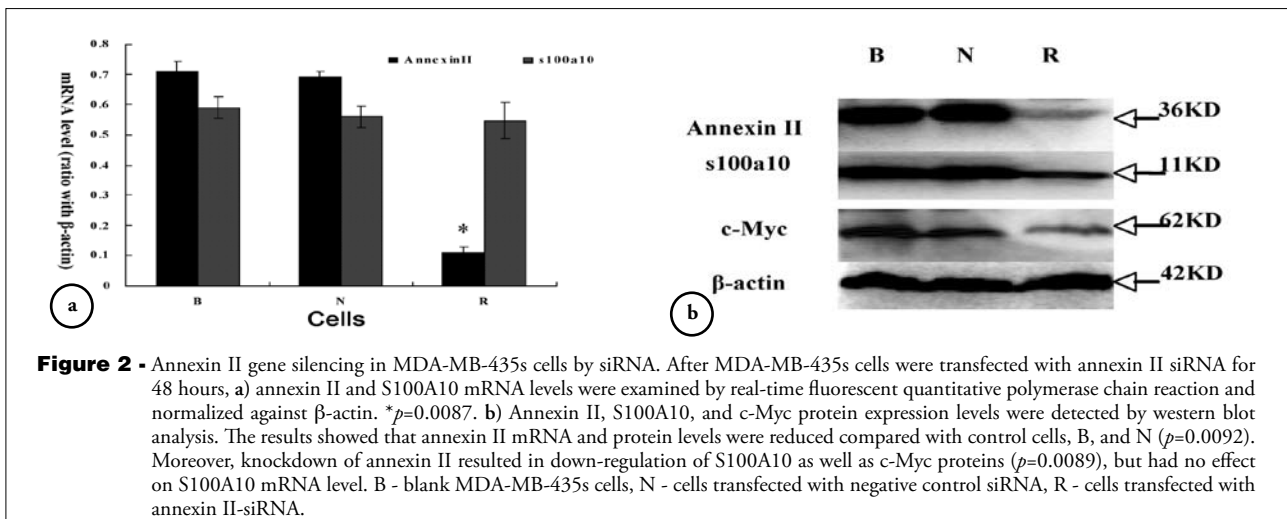 0.8
0.7
0.6
0.5
0.4
0.3
0.2
0.1
0
mRNA level (ratio with β-actin)
AnnexinII
s100a10
*
B
N
R
Cells
a
B
N
R
Annexin II
36KD
s100a10
11KD
c-Myc
62KD
β-actin
42KD
b
Figure 2 - Annexin II gene silencing in MDA-MB-435s cells by siRNA. After MDA-MB-435s cells were transfected with annexin II siRNA for
48 hours, a) annexin II and S100A10 mRNA levels were examined by real-time fluorescent quantitative polymerase chain reaction and
normalized against β-actin. *p=0.0087. b) Annexin II, S100A10, and c-Myc protein expression levels were detected by western blot
analysis. The results showed that annexin II mRNA and protein levels were reduced compared with control cells, B, and N (p=0.0092).
Moreover, knockdown of annexin II resulted in down-regulation of S100A10 as well as c-Myc proteins (p=0.0089), but had no effect
on S100A10 mRNA level. B - blank MDA-MB-435s cells, N - cells transfected with negative control siRNA, R - cells transfected with
annexin II-siRNA.